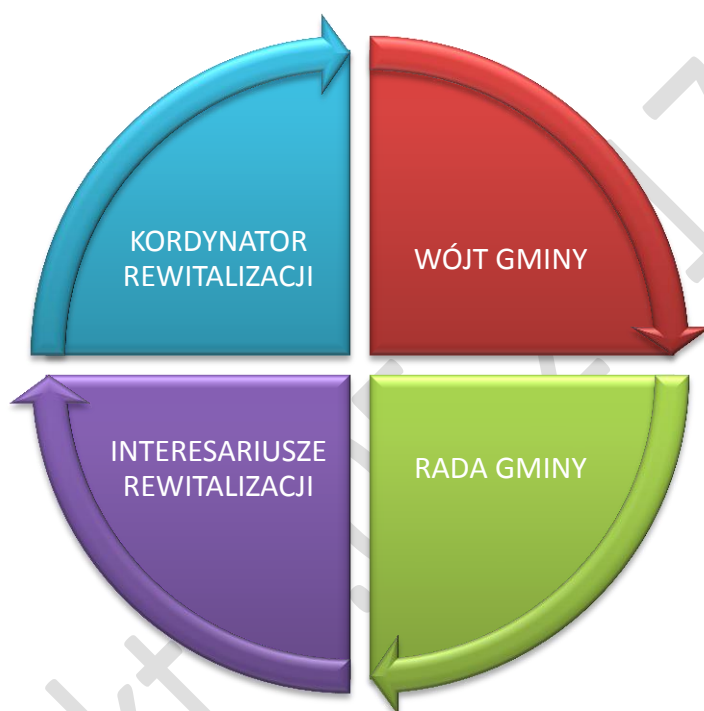 KORDYNATOR
REWITALIZACJI
WÓJT GMINY
INTERESARIUSZE
REWITALIZACJI
RADA GMINY